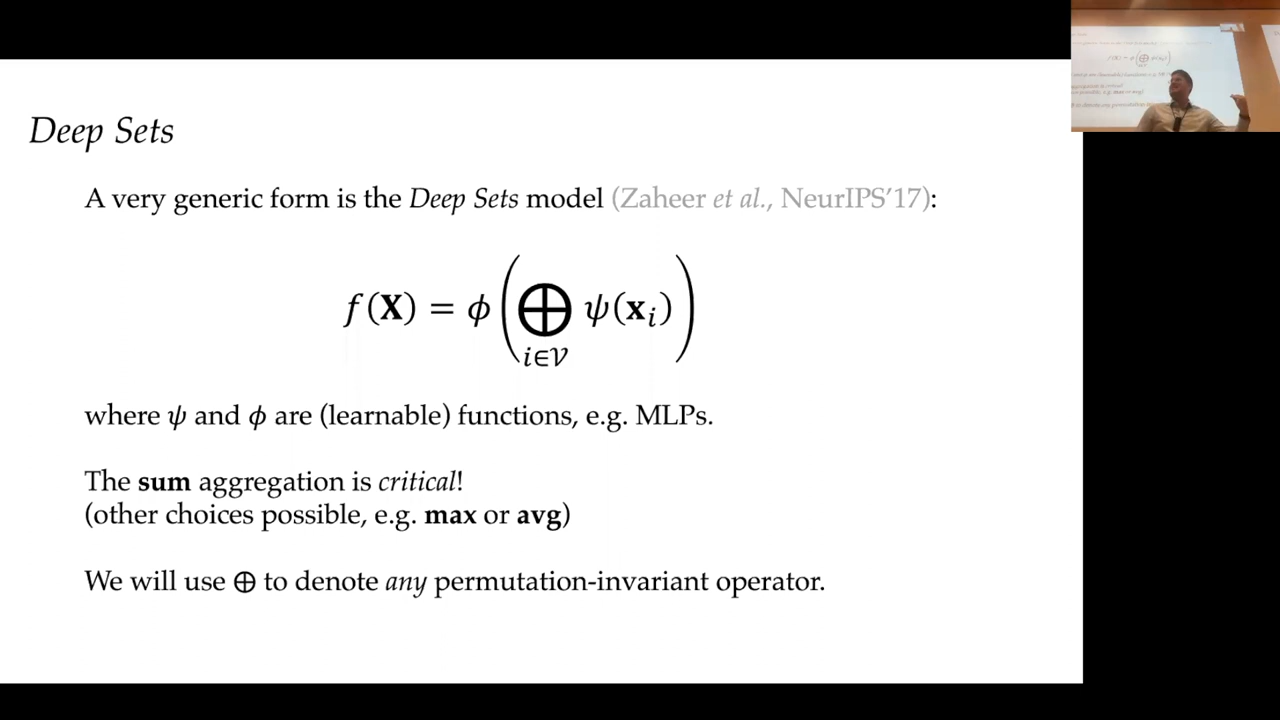 Deep Sets
A very generic form is the Deep Sets model (Zaheer et al., NeurIPS'17):
f(X) = ϕ(⨁_{i∈𝒱} ψ(x_i))
where ψ and ϕ are (learnable) functions, e.g. MLPs.
The sum aggregation is critical!
(other choices possible, e.g. max or avg)
We will use ⊕ to denote any permutation-invariant operator.